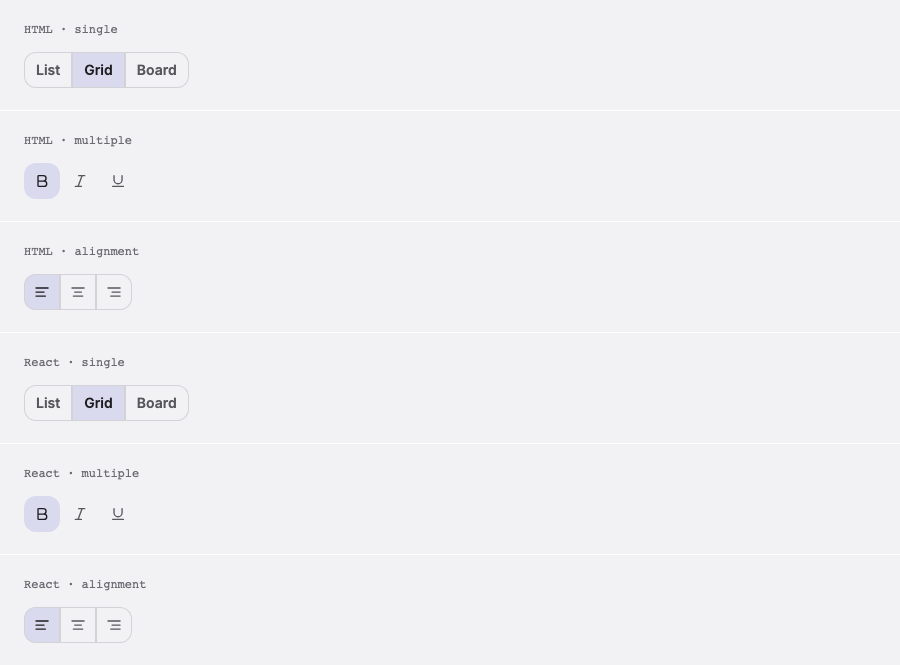 HTML · single
List Grid Board
HTML · multiple
B I U
HTML · alignment
React · single
List Grid Board
React · multiple
B I U
React · alignment